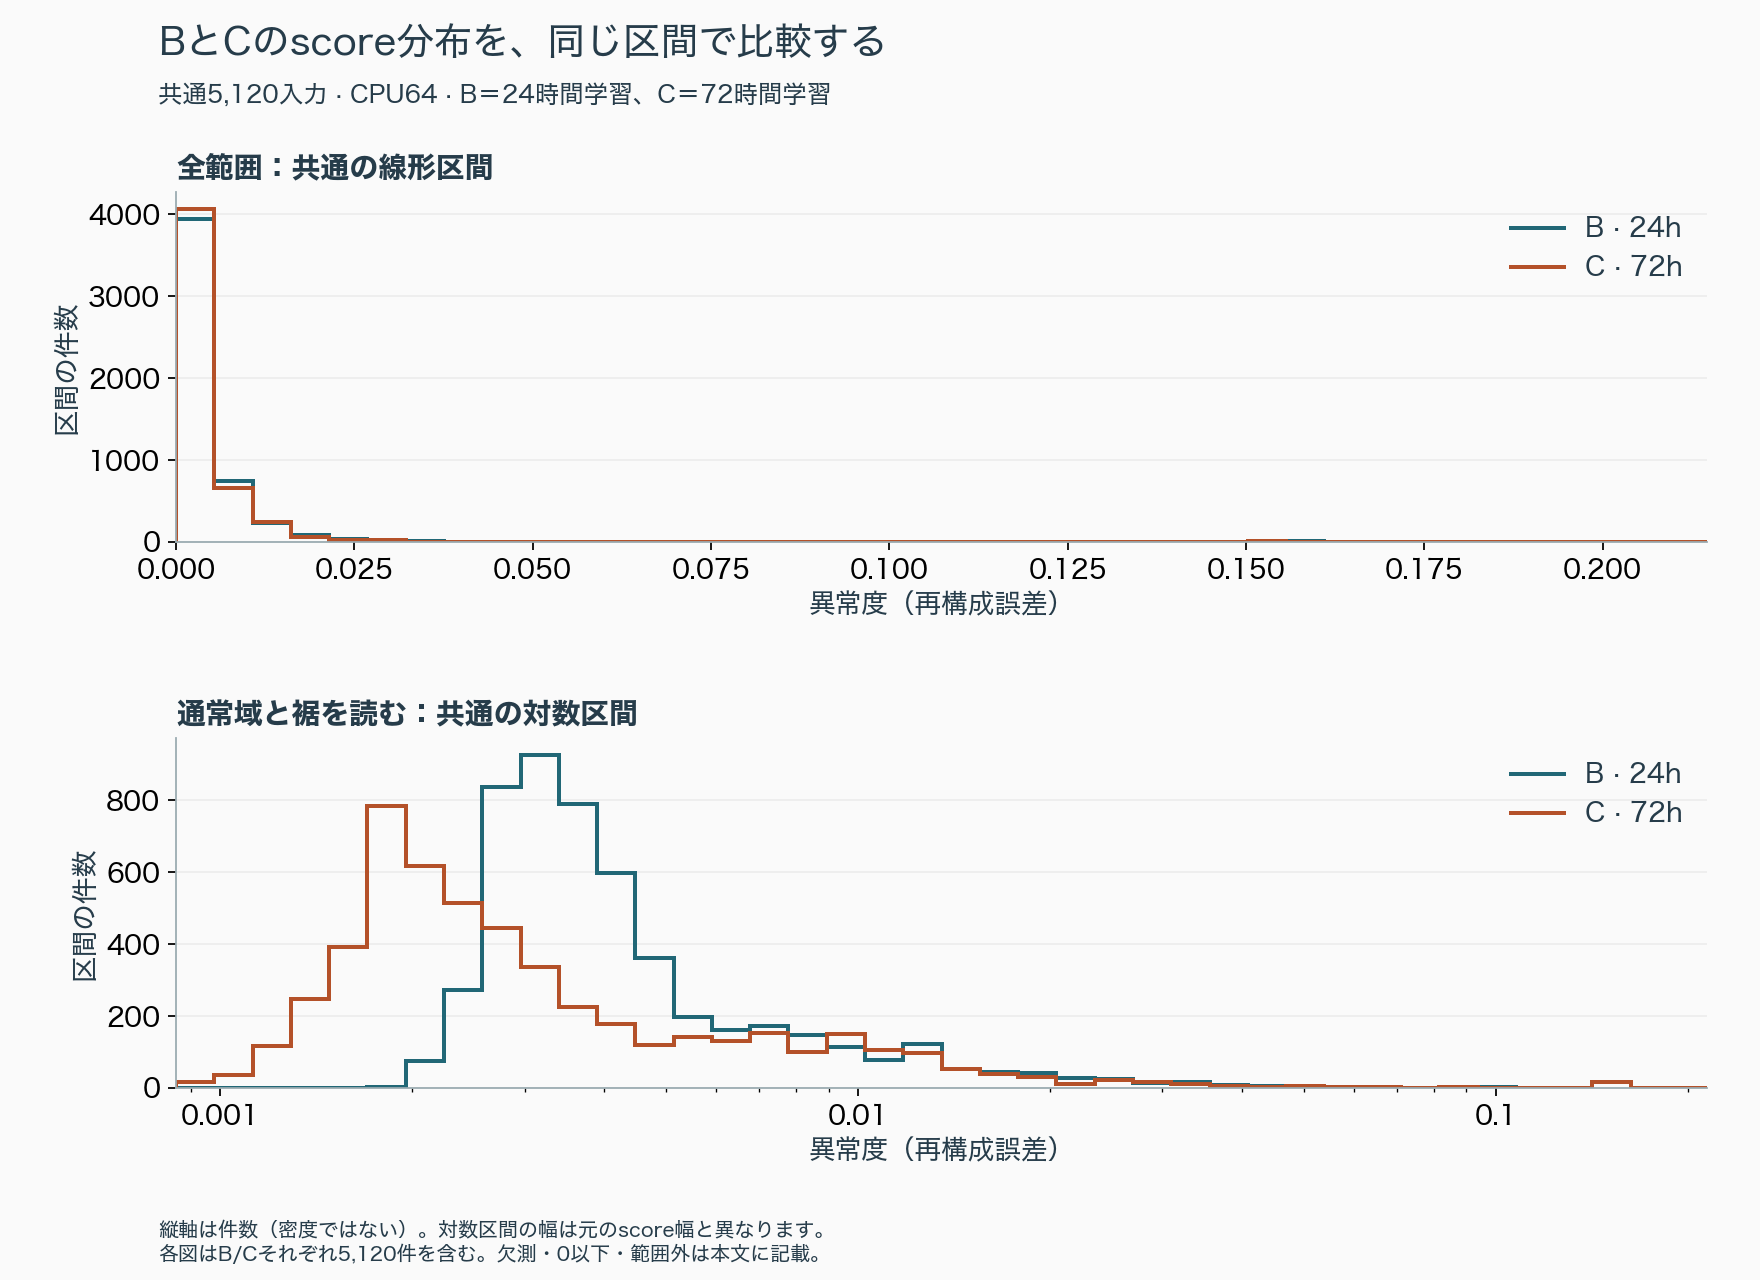 BとCのscore分布を、同じ区間で比較する
共通5,120入力 · CPU64 · B＝24時間学習、C＝72時間学習
全範囲：共通の線形区間
区間の件数
4000
3000
2000
1000
0
B · 24h
C · 72h
0.000 0.025 0.050 0.075 0.100 0.125 0.150 0.175 0.200
異常度（再構成誤差）
通常域と裾を読む：共通の対数区間
区間の件数
800
600
400
200
0
B · 24h
C · 72h
0.001 0.01 0.1
異常度（再構成誤差）
縦軸は件数（密度ではない）。対数区間の幅は元のscore幅と異なります。
各図はB/Cそれぞれ5,120件を含む。欠測・0以下・範囲外は本文に記載。